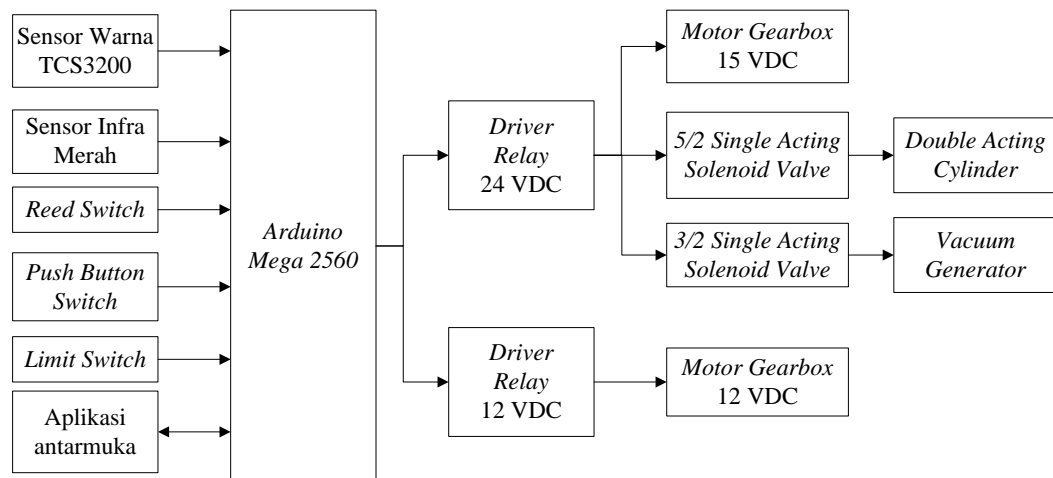 Sensor Warna
TCS3200
Sensor Infra
Merah
Reed Switch
Push Button
Switch
Limit Switch
Aplikasi
antarmuka
Arduino
Mega 2560
Driver
Relay
24 VDC
Driver
Relay
12 VDC
Motor Gearbox
15 VDC
5/2 Single Acting
Solenoid Valve
3/2 Single Acting
Solenoid Valve
Motor Gearbox
12 VDC
Double Acting
Cylinder
Vacuum
Generator